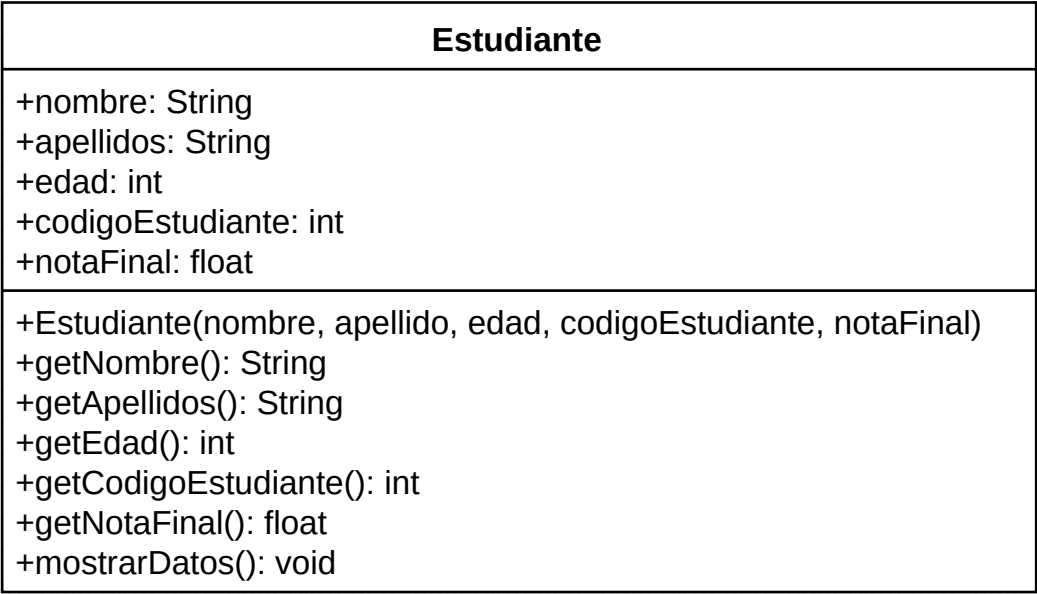 Estudiante
+nombre: String
+apellidos: String
+edad: int
+codigoEstudiante: int
+notaFinal: float
+Estudiante(nombre, apellido, edad, codigoEstudiante, notaFinal)
+getNombre(): String
+getApellidos(): String
+getEdad(): int
+getCodigoEstudiante(): int
+getNotaFinal(): float
+mostrarDatos(): void